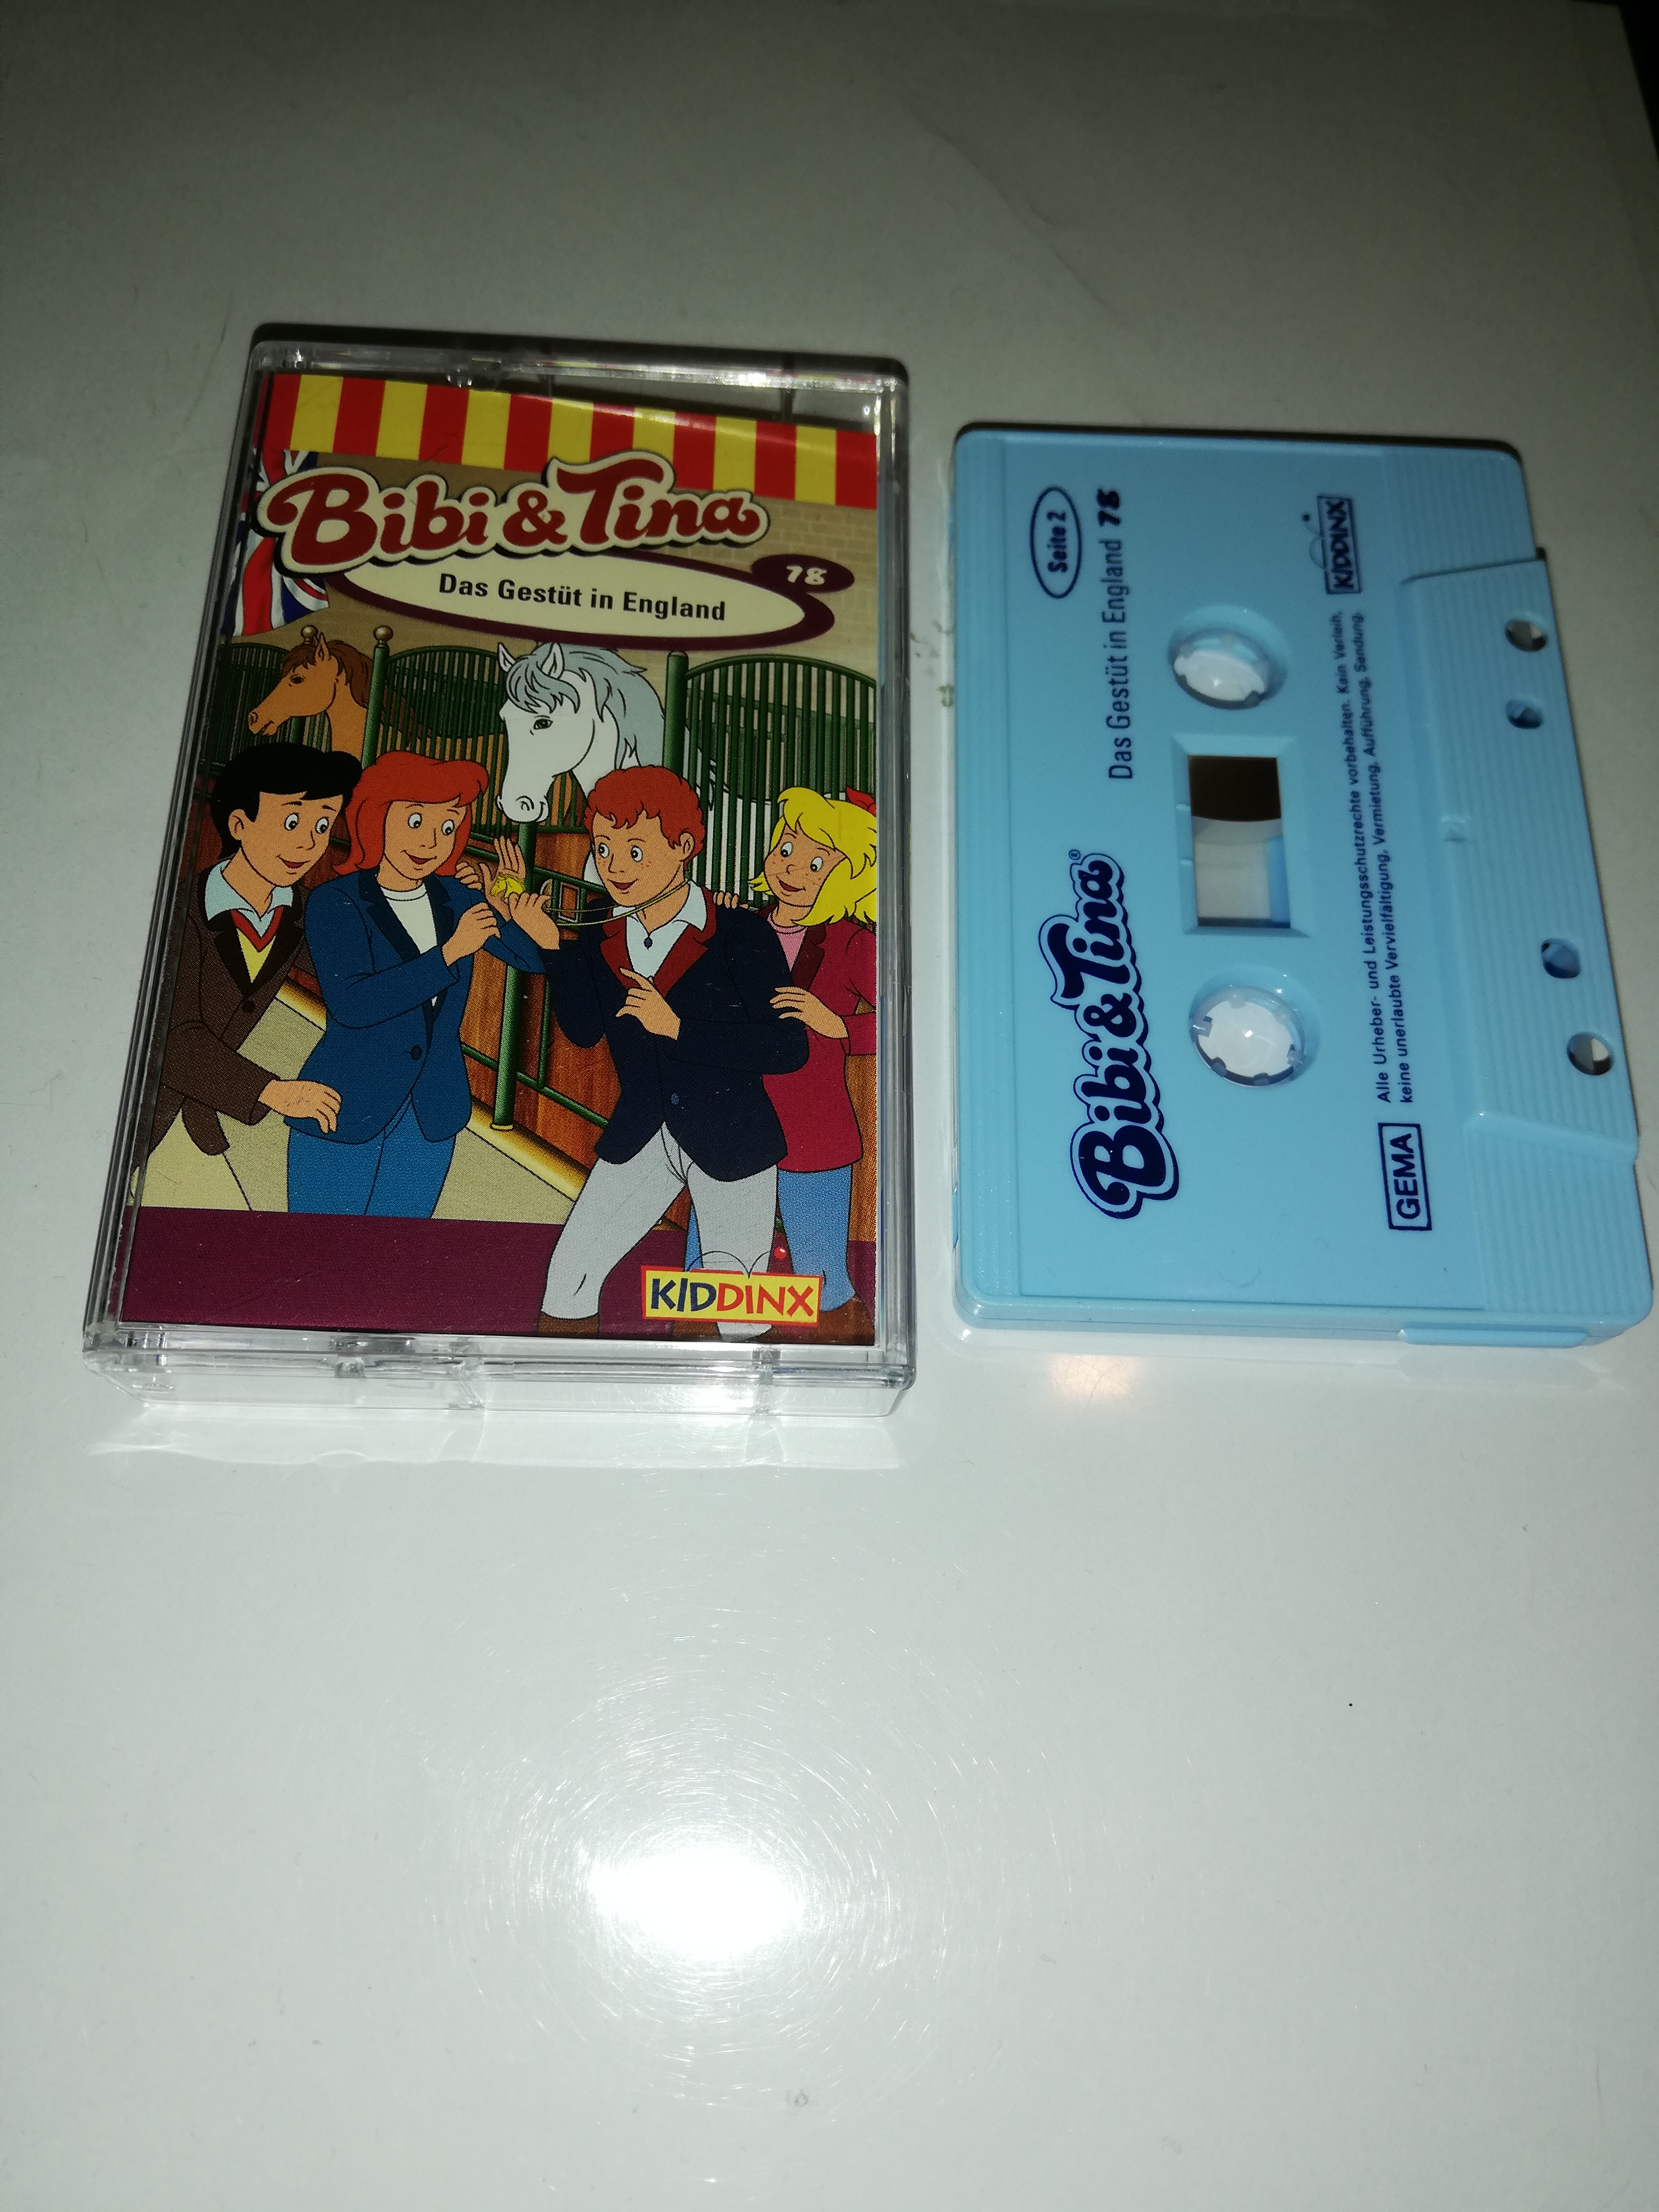 Bibi & Tina
78
Das Gestüt in England
KIDDINX
Seite 2
Das Gestüt in England 78
Bibi & Tina®
KIDDINX
GEMA
Alle Urheber- und Leistungsschutzrechte vorbehalten. Kein Verleih,
keine unerlaubte Vervielfältigung, Vermietung, Aufführung, Sendung.